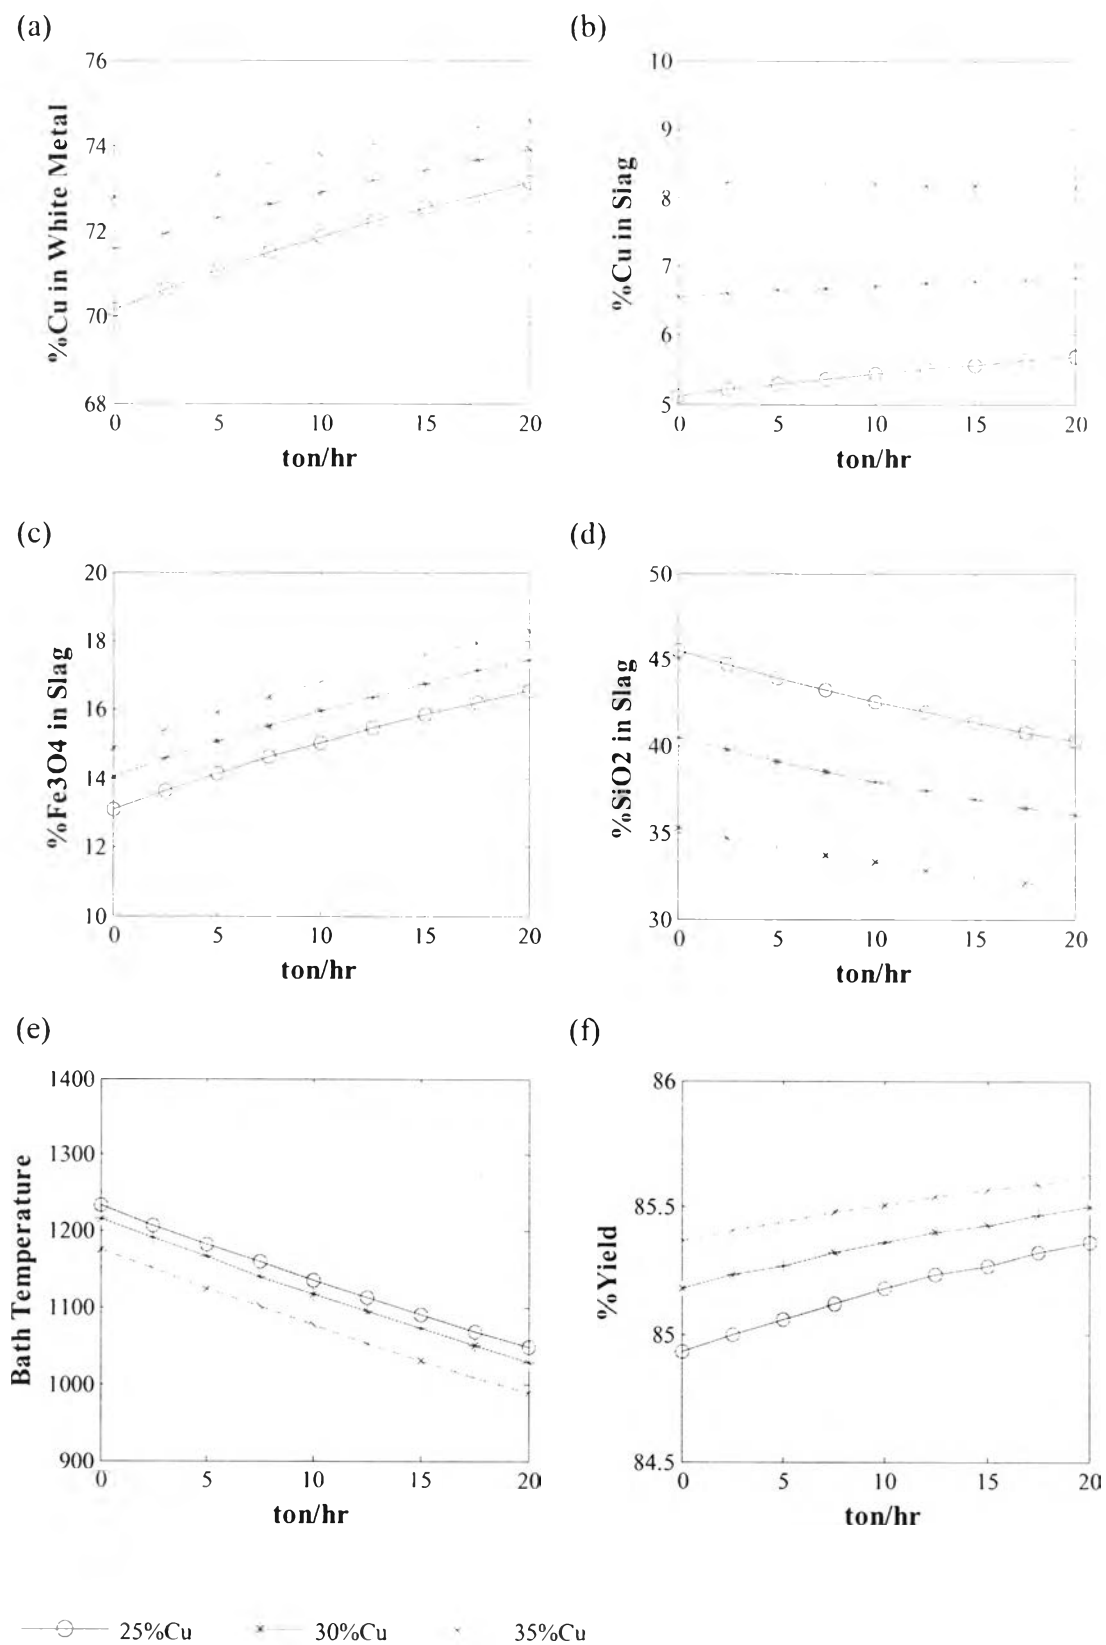 (a)
(b)
76
74
72
70
68
%Cu in White Metal
0 5 10 15 20
ton/hr
10
9
8
7
6
5
%Cu in Slag
0 5 10 15 20
ton/hr
(c)
(d)
20
18
16
14
12
10
%Fe3O4 in Slag
0 5 10 15 20
ton/hr
50
45
40
35
30
%SiO2 in Slag
0 5 10 15 20
ton/hr
(e)
(f)
1400
1300
1200
1100
1000
900
Bath Temperature
0 5 10 15 20
ton/hr
86
85.5
85
84.5
%Yield
0 5 10 15 20
ton/hr
25%Cu 30%Cu 35%Cu